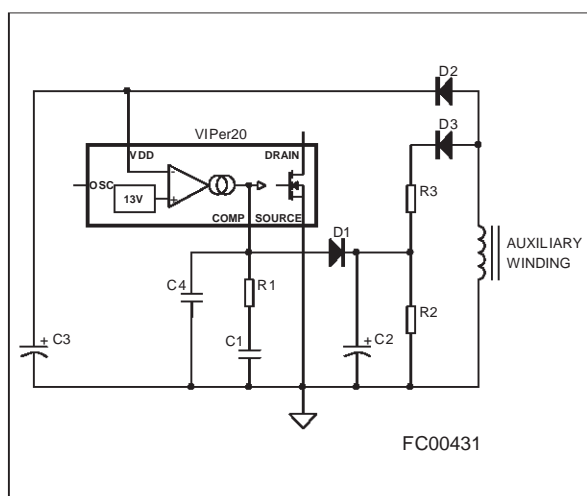 D2
VIPer20
D3
VDD
DRAIN
-
OSC
13V
+
COMP SOURCE
R3
D1
AUXILIARY
WINDING
C4
R1
R2
+
C3
C1
+
C2
FC00431